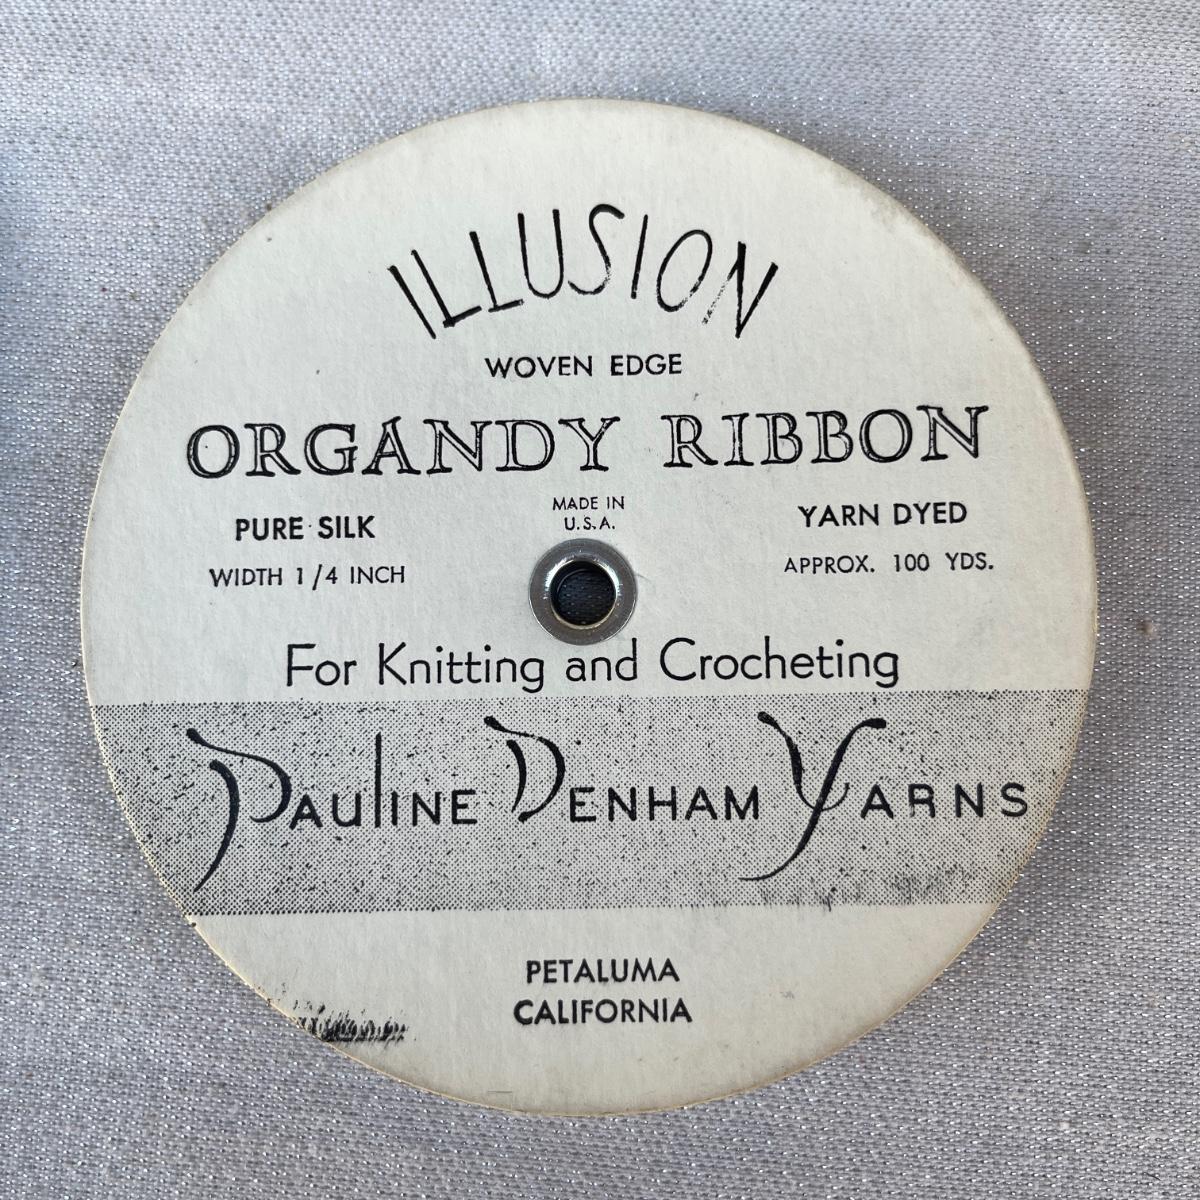 ILLUSION
WOVEN EDGE
ORGANDY RIBBON
PURE SILK
WIDTH 1/4 INCH
MADE IN
U.S.A.
YARN DYED
APPROX. 100 YDS.
For Knitting and Crocheting
PAULINE DENHAM YARNS
PETALUMA
CALIFORNIA